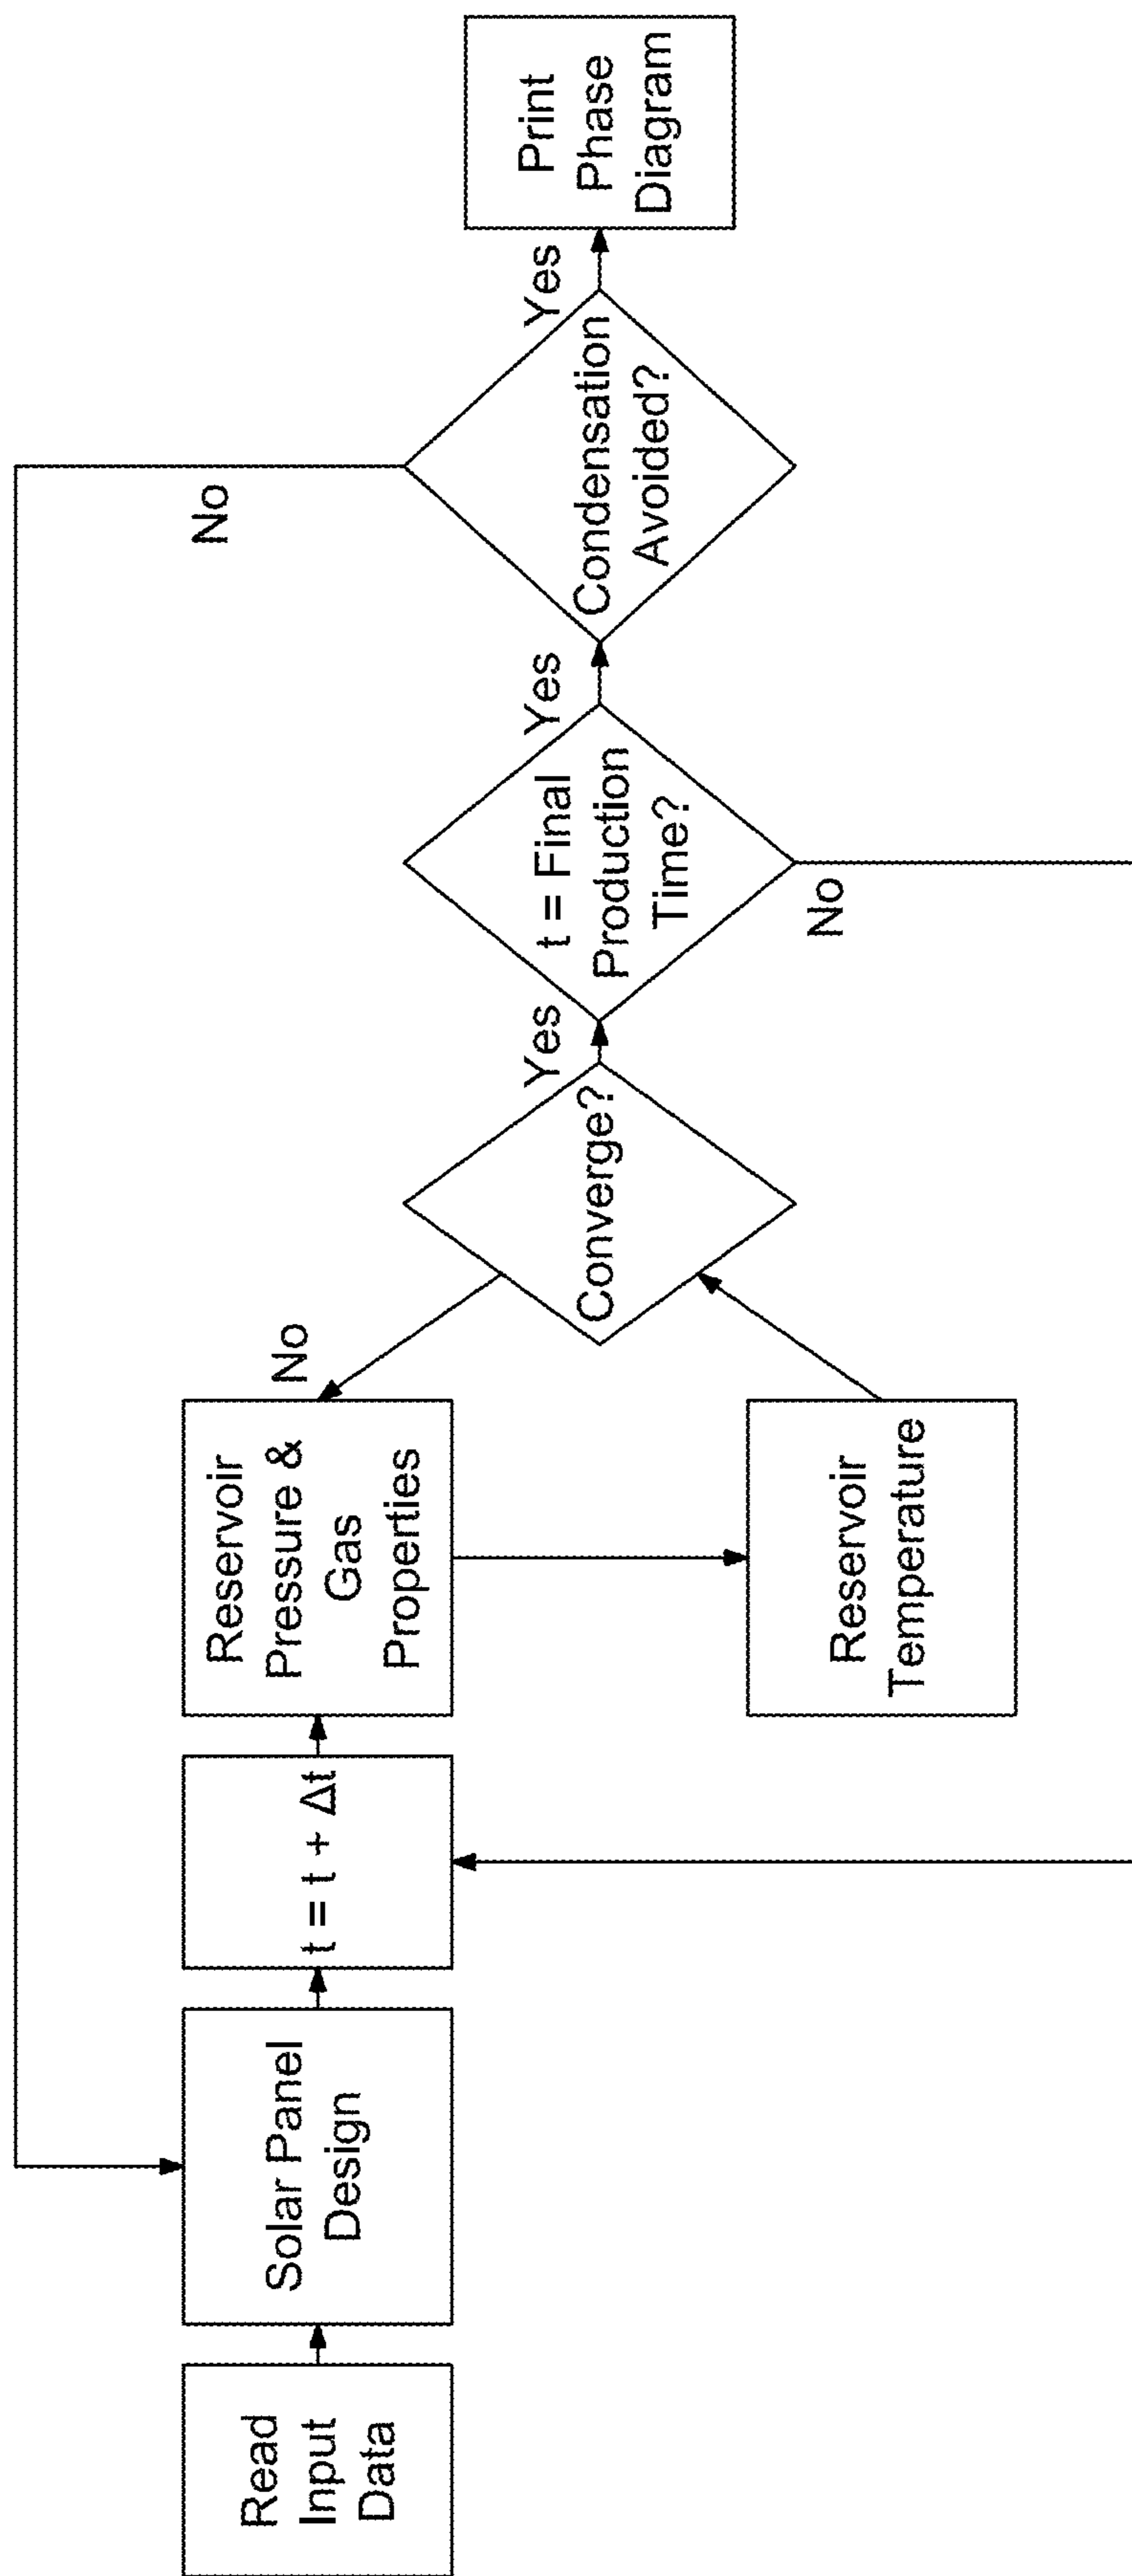 Read
Input
Data
Solar Panel
Design
t = t + Δt
Reservoir
Pressure &
Gas
Properties
Reservoir
Temperature
No
Converge?
Yes
t = Final
Production
Time?
No
Yes
Condensation
Avoided?
No
Yes
Print
Phase
Diagram